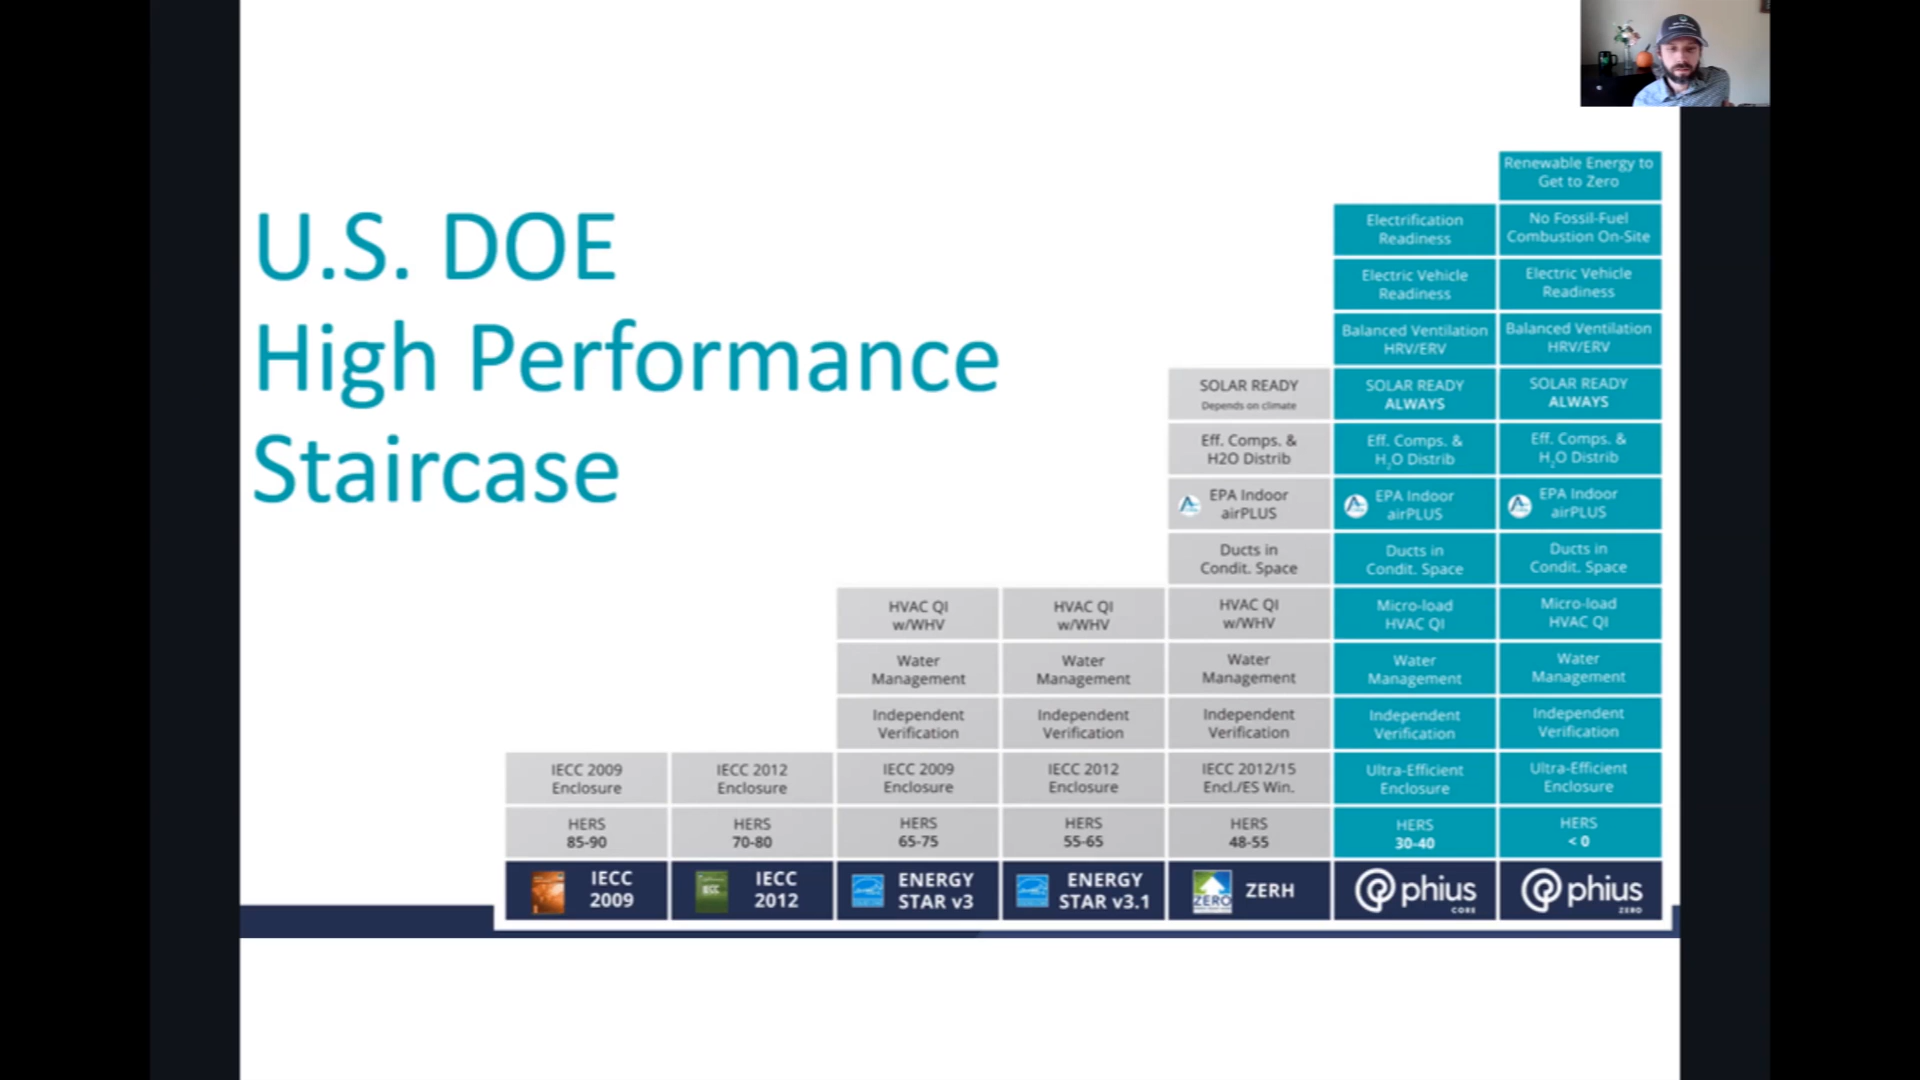 U.S. DOE
High Performance
Staircase
Renewable Energy to
Get to Zero
Electrification
Readiness
No Fossil-Fuel
Combustion On-Site
Electric Vehicle
Readiness
Electric Vehicle
Readiness
Balanced Ventilation
HRV/ERV
Balanced Ventilation
HRV/ERV
SOLAR READY
Depends on climate
SOLAR READY
ALWAYS
SOLAR READY
ALWAYS
Eff. Comps. &
H2O Distrib
Eff. Comps. &
H₂O Distrib
Eff. Comps. &
H₂O Distrib
EPA Indoor
airPLUS
EPA Indoor
airPLUS
EPA Indoor
airPLUS
Ducts in
Condit. Space
Ducts in
Condit. Space
Ducts in
Condit. Space
HVAC QI
w/WHV
HVAC QI
w/WHV
HVAC QI
w/WHV
Micro-load
HVAC QI
Micro-load
HVAC QI
Water
Management
Water
Management
Water
Management
Water
Management
Water
Management
Independent
Verification
Independent
Verification
Independent
Verification
Independent
Verification
Independent
Verification
IECC 2009
Enclosure
IECC 2012
Enclosure
IECC 2009
Enclosure
IECC 2012
Enclosure
IECC 2012/15
Encl./ES Win.
Ultra-Efficient
Enclosure
Ultra-Efficient
Enclosure
HERS
85-90
HERS
70-80
HERS
65-75
HERS
55-65
HERS
48-55
HERS
30-40
HERS
< 0
IECC
2009
IECC
IECC
2012
ENERGY
STAR v3
ENERGY
STAR v3.1
ZERO
ZERH
phius
CORE
phius
ZERO